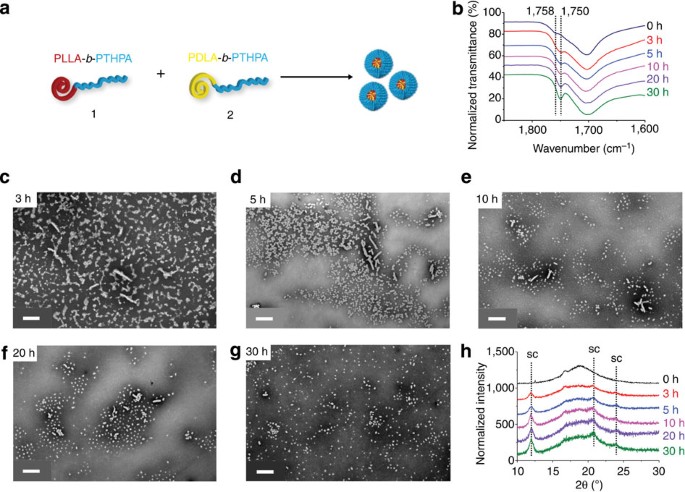 a
PLLA-b-PTHPA
PDLA-b-PTHPA
+
1
2
b
1,758
1,750
Normalized transmittance (%)
100
80
60
40
20
0
0 h
3 h
5 h
10 h
20 h
30 h
1,800
1,700
1,600
Wavenumber (cm⁻¹)
c
3 h
d
5 h
e
10 h
f
20 h
g
30 h
h
Normalized intensity
1,500
1,000
500
0
sc
sc
sc
0 h
3 h
5 h
10 h
20 h
30 h
10
15
20
25
30
2θ (°)